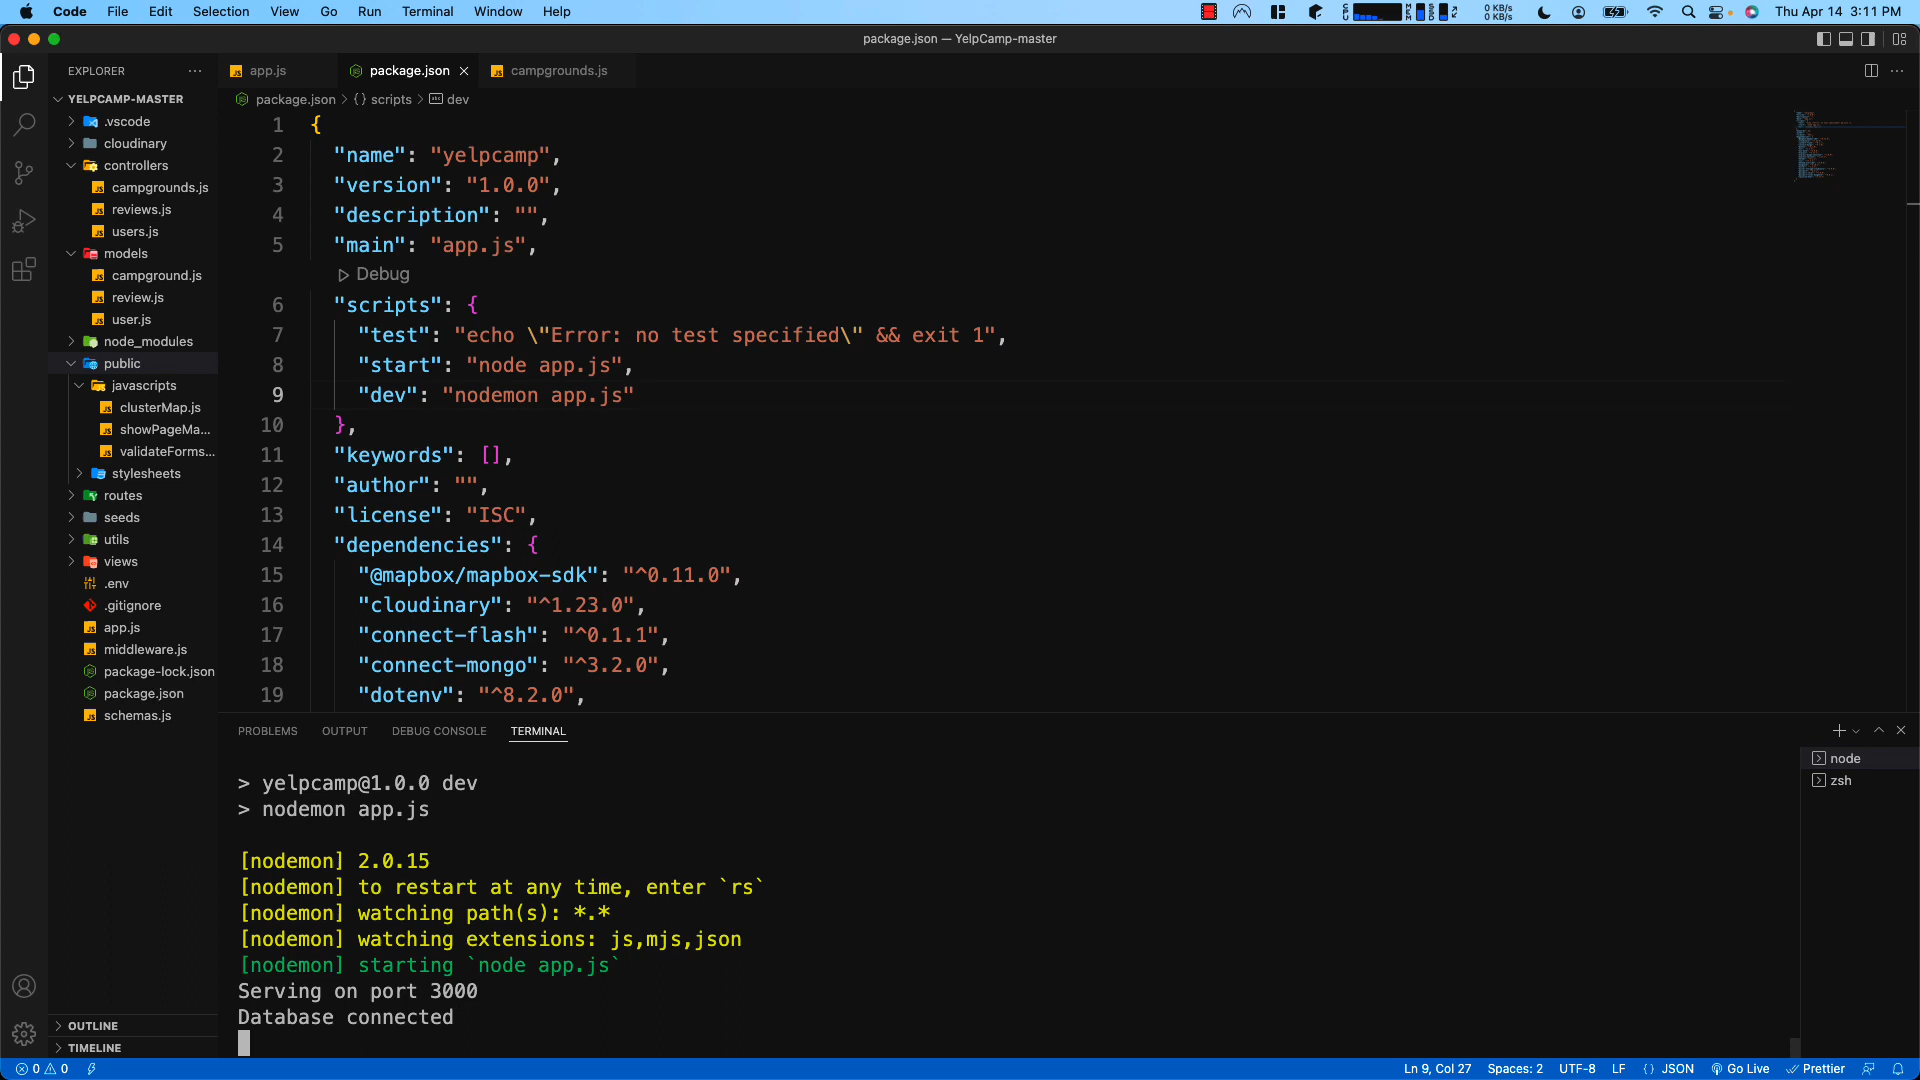 Code File Edit Selection View Go Run Terminal Window Help
CPU MEM SSD 0 KB/s 0 KB/s Thu Apr 14 3:11 PM
package.json — YelpCamp-master
EXPLORER
YELPCAMP-MASTER
.vscode
cloudinary
controllers
campgrounds.js
reviews.js
users.js
models
campground.js
review.js
user.js
node_modules
public
javascripts
clusterMap.js
showPageMa...
validateForms...
stylesheets
routes
seeds
utils
views
.env
.gitignore
app.js
middleware.js
package-lock.json
package.json
schemas.js
OUTLINE
TIMELINE
app.js package.json campgrounds.js
package.json > {} scripts > abc dev
1 {
2 "name": "yelpcamp",
3 "version": "1.0.0",
4 "description": "",
5 "main": "app.js",
Debug
6 "scripts": {
7 "test": "echo \"Error: no test specified\" && exit 1",
8 "start": "node app.js",
9 "dev": "nodemon app.js"
10 },
11 "keywords": [],
12 "author": "",
13 "license": "ISC",
14 "dependencies": {
15 "@mapbox/mapbox-sdk": "^0.11.0",
16 "cloudinary": "^1.23.0",
17 "connect-flash": "^0.1.1",
18 "connect-mongo": "^3.2.0",
19 "dotenv": "^8.2.0",
PROBLEMS OUTPUT DEBUG CONSOLE TERMINAL
> yelpcamp@1.0.0 dev
> nodemon app.js
[nodemon] 2.0.15
[nodemon] to restart at any time, enter `rs`
[nodemon] watching path(s): *.*
[nodemon] watching extensions: js,mjs,json
[nodemon] starting `node app.js`
Serving on port 3000
Database connected
node
zsh
0 0 Ln 9, Col 27 Spaces: 2 UTF-8 LF {} JSON Go Live Prettier